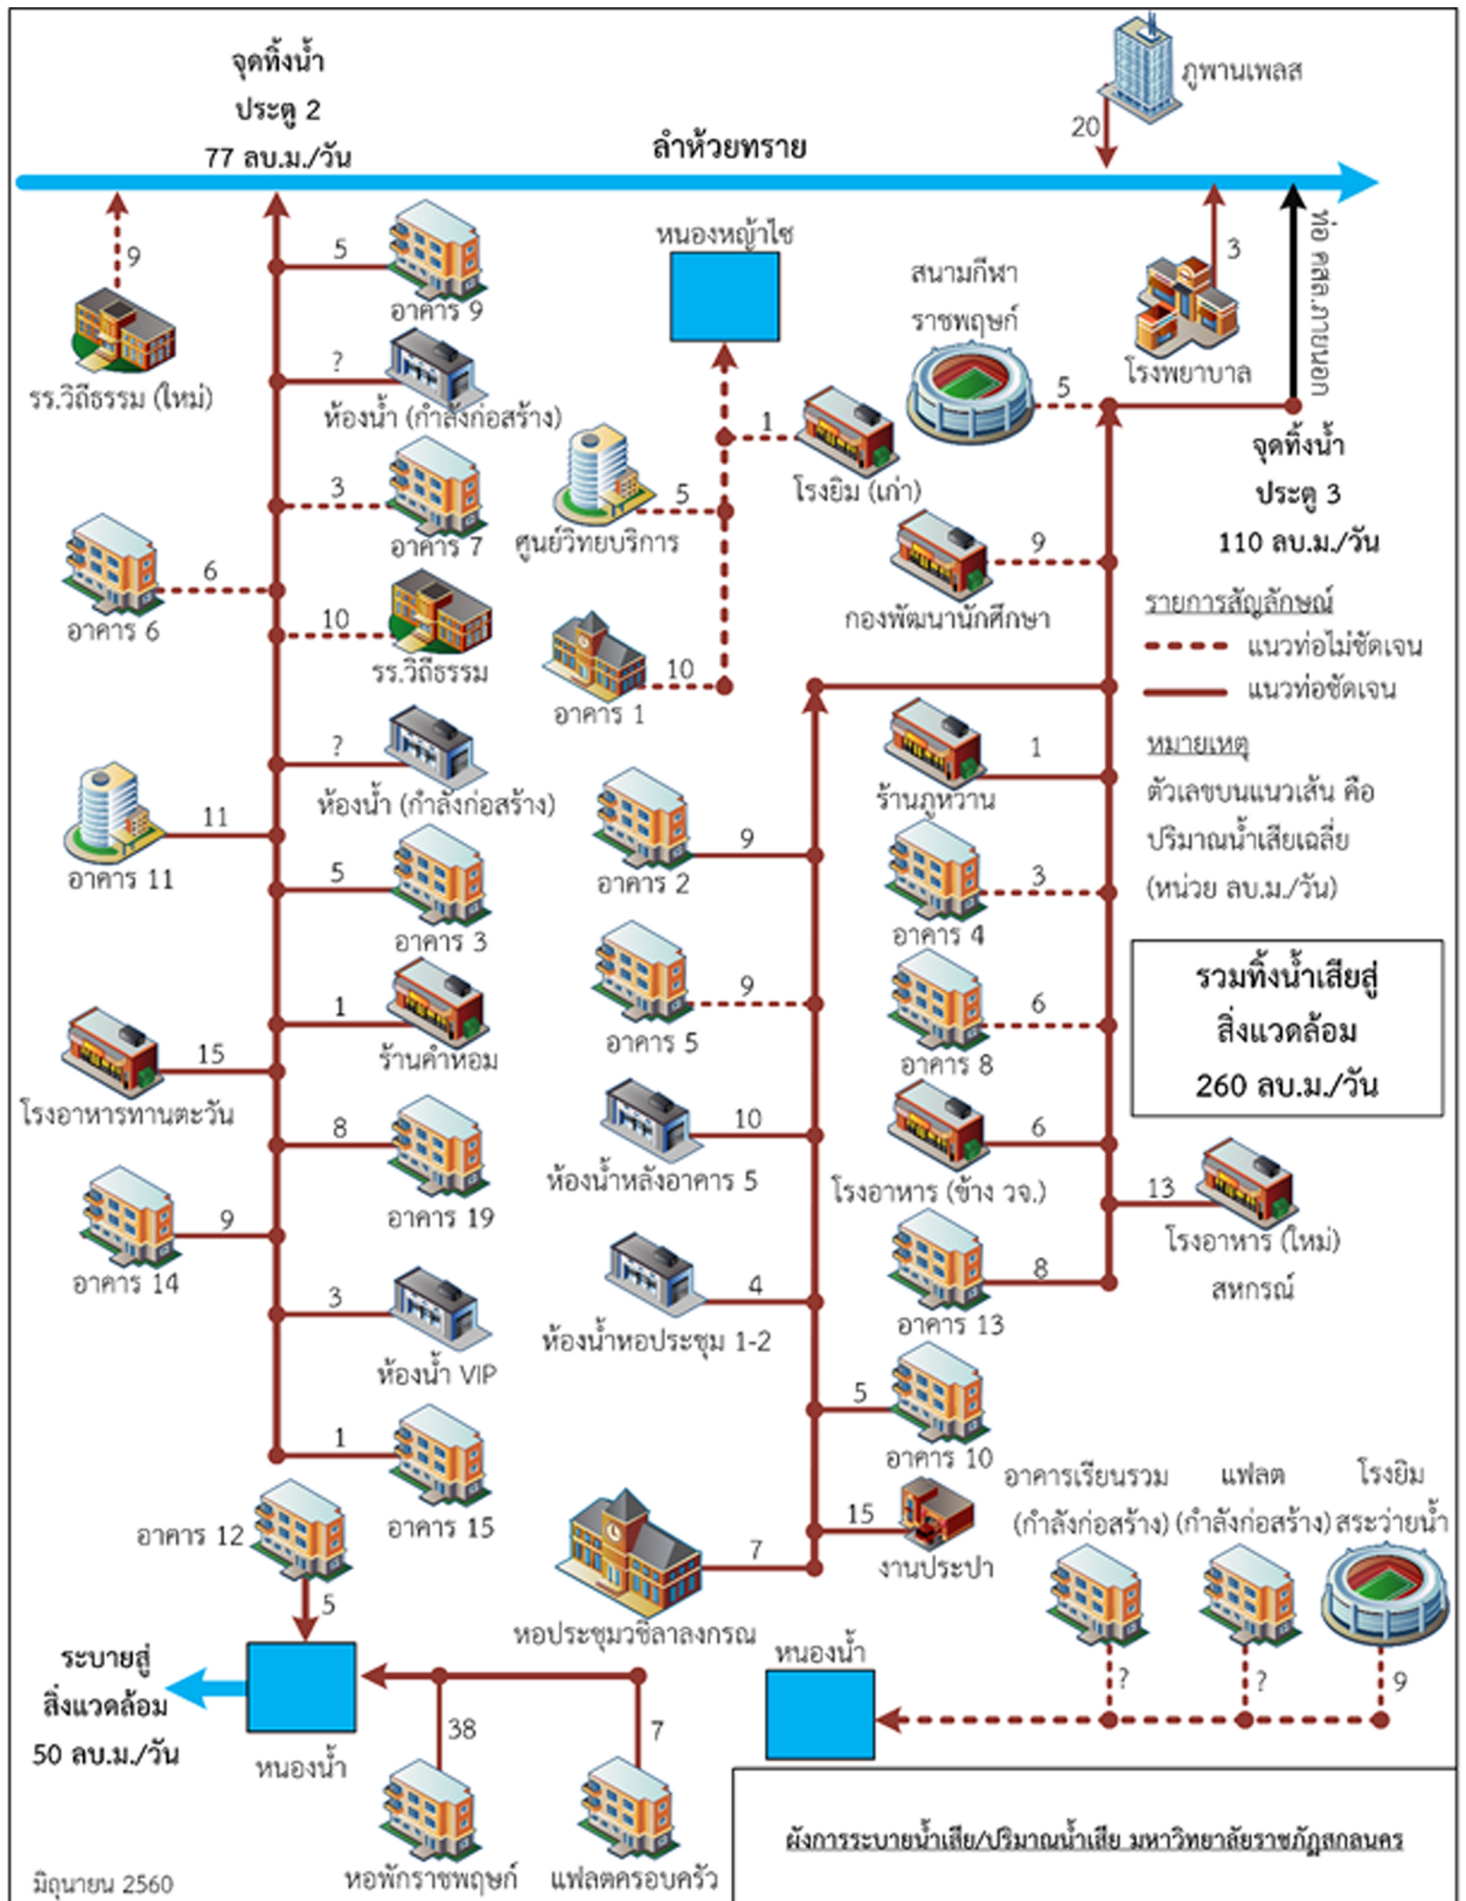 จุดทิ้งน้ำ
ประตู 2
77 ลบ.ม./วัน
ลำห้วยทราย
ภูพานเพลส
20
9
รร.วิถีธรรม (ใหม่)
5
อาคาร 9
?
ห้องน้ำ (กำลังก่อสร้าง)
3
อาคาร 7
6
อาคาร 6
10
รร.วิถีธรรม
?
ห้องน้ำ (กำลังก่อสร้าง)
11
อาคาร 11
5
อาคาร 3
1
ร้านคำหอม
15
โรงอาหารทานตะวัน
8
อาคาร 19
9
อาคาร 14
3
ห้องน้ำ VIP
1
อาคาร 15
หนองหญ้าไซ
1
โรงยิม (เก่า)
5
ศูนย์วิทยบริการ
10
อาคาร 1
สนามกีฬา
ราชพฤษก์
5
3
โรงพยาบาล
ท่อ คสล.ภายนอก
จุดทิ้งน้ำ
ประตู 3
110 ลบ.ม./วัน
9
กองพัฒนานักศึกษา
1
ร้านภูหวาน
9
อาคาร 2
3
อาคาร 4
9
อาคาร 5
6
อาคาร 8
10
ห้องน้ำหลังอาคาร 5
6
โรงอาหาร (ข้าง วจ.)
13
โรงอาหาร (ใหม่)
สหกรณ์
4
ห้องน้ำหอประชุม 1-2
8
อาคาร 13
5
อาคาร 10
15
งานประปา
7
หอประชุมวชิลาลงกรณ
รายการสัญลักษณ์
แนวท่อไม่ชัดเจน
แนวท่อชัดเจน
หมายเหตุ
ตัวเลขบนแนวเส้น คือ
ปริมาณน้ำเสียเฉลี่ย
(หน่วย ลบ.ม./วัน)
รวมทิ้งน้ำเสียสู่
สิ่งแวดล้อม
260 ลบ.ม./วัน
อาคาร 12
5
ระบายสู่
สิ่งแวดล้อม
50 ลบ.ม./วัน
หนองน้ำ
38
7
หอพักราชพฤษก์
แฟลตครอบครัว
อาคารเรียนรวม
(กำลังก่อสร้าง)
แฟลต
(กำลังก่อสร้าง)
โรงยิม
สระว่ายน้ำ
หนองน้ำ
?
?
9
ผังการระบายน้ำเสีย/ปริมาณน้ำเสีย มหาวิทยาลัยราชภัฏสกลนคร
มิถุนายน 2560